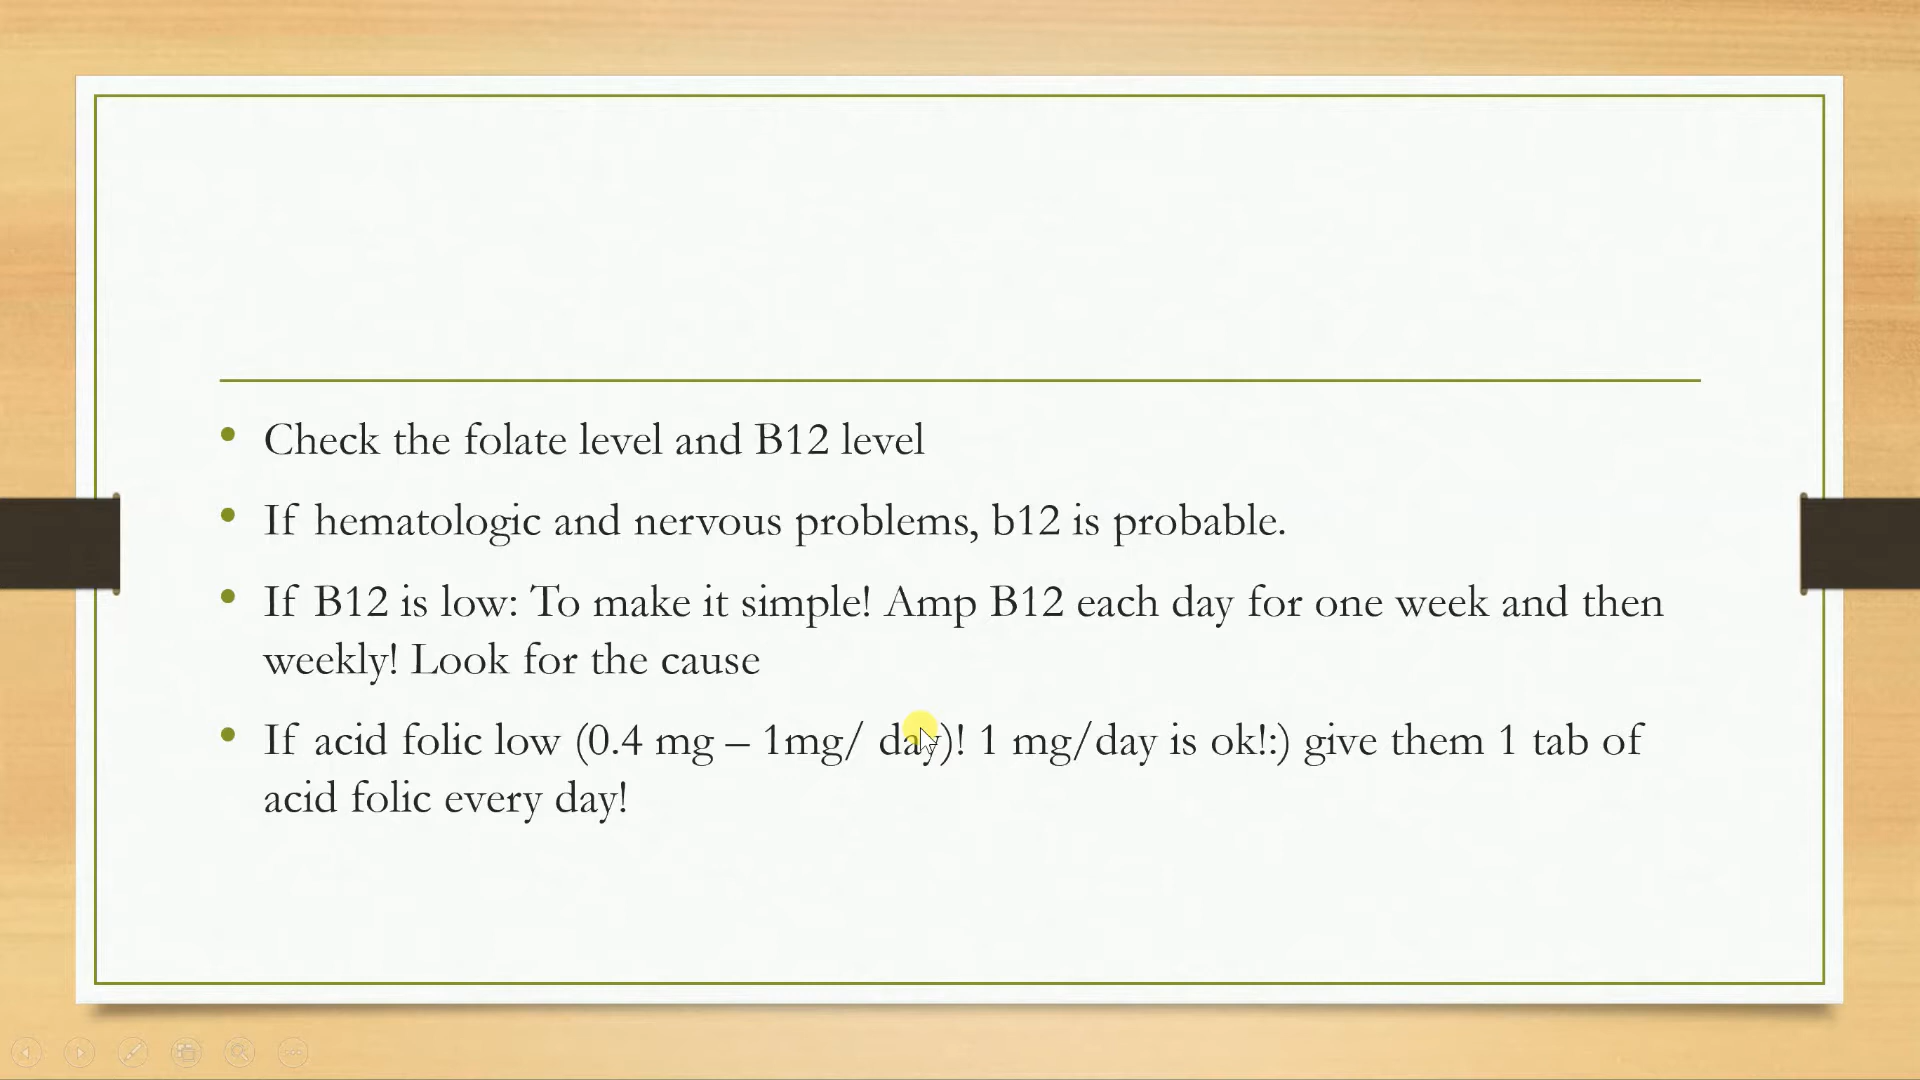 Check the folate level and B12 level
If hematologic and nervous problems, b12 is probable.
If B12 is low: To make it simple! Amp B12 each day for one week and then
weekly! Look for the cause
If acid folic low (0.4 mg – 1mg/ day)! 1 mg/day is ok!:) give them 1 tab of
acid folic every day!